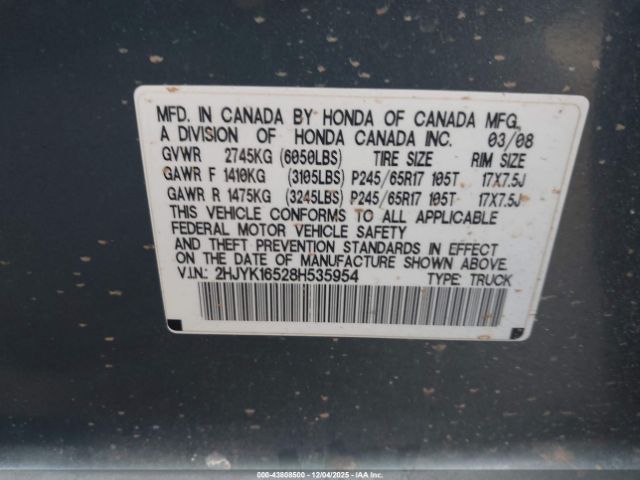 MFD. IN CANADA BY HONDA OF CANADA MFG.,
A DIVISION OF HONDA CANADA INC. 03/08
GVWR 2745KG (6050LBS) TIRE SIZE RIM SIZE
GAWR F 1410KG (3105LBS) P245/65R17 105T 17X7.5J
GAWR R 1475KG (3245LBS) P245/65R17 105T 17X7.5J
THIS VEHICLE CONFORMS TO ALL APPLICABLE
FEDERAL MOTOR VEHICLE SAFETY
AND THEFT PREVENTION STANDARDS IN EFFECT
ON THE DATE OF MANUFACTURE SHOWN ABOVE.
V.I.N.: 2HJYK16528H535954 TYPE: TRUCK
000-43808500 - 12/04/2025 - IAA Inc.